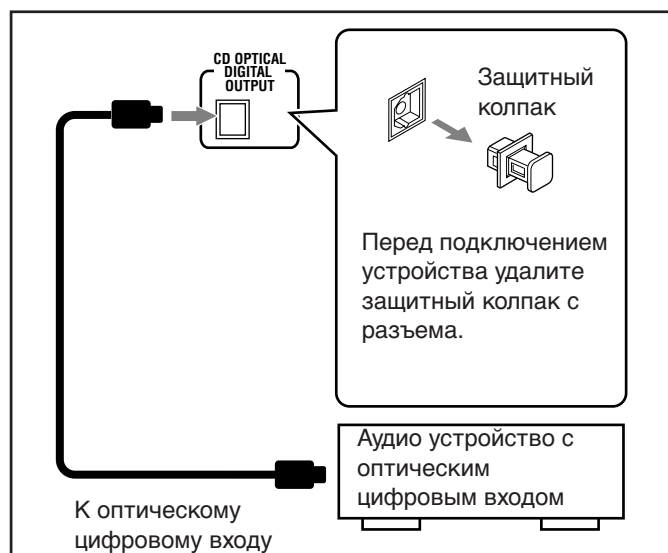 CD OPTICAL
DIGITAL
OUTPUT
Защитный
колпак
Перед подключением
устройства удалите
защитный колпак с
разъема.
Аудио устройство с
оптическим
цифровым входом
К оптическому
цифровому входу